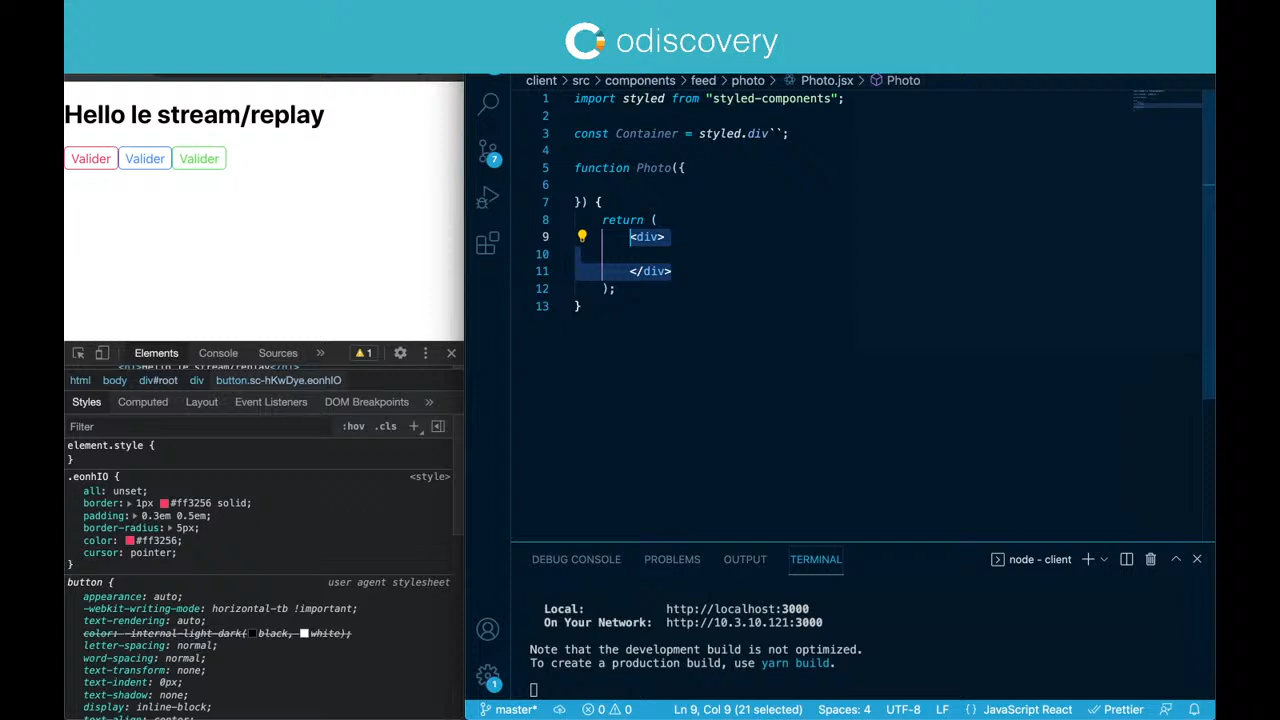 odiscovery
Hello le stream/replay
Valider Valider Valider
Elements Console Sources » 1
html body div#root div button.sc-hKwDye.eonhIO
Styles Computed Layout Event Listeners DOM Breakpoints »
Filter :hov .cls +
element.style {
}
.eonhIO { <style>
all: unset;
border: 1px #ff3256 solid;
padding: 0.3em 0.5em;
border-radius: 5px;
color: #ff3256;
cursor: pointer;
}
button { user agent stylesheet
appearance: auto;
-webkit-writing-mode: horizontal-tb !important;
text-rendering: auto;
color: -internal-light-dark( black, white);
letter-spacing: normal;
word-spacing: normal;
text-transform: none;
text-indent: 0px;
text-shadow: none;
display: inline-block;
client > src > components > feed > photo > Photo.jsx > Photo
1 import styled from "styled-components";
2
3 const Container = styled.div``;
4
5 function Photo({
6
7 }) {
8 return (
9 <div>
10
11 </div>
12 );
13 }
7
DEBUG CONSOLE PROBLEMS OUTPUT TERMINAL node - client
Local: http://localhost:3000
On Your Network: http://10.3.10.121:3000
Note that the development build is not optimized.
To create a production build, use yarn build.
1
master* 0 0 Ln 9, Col 9 (21 selected) Spaces: 4 UTF-8 LF {} JavaScript React Prettier